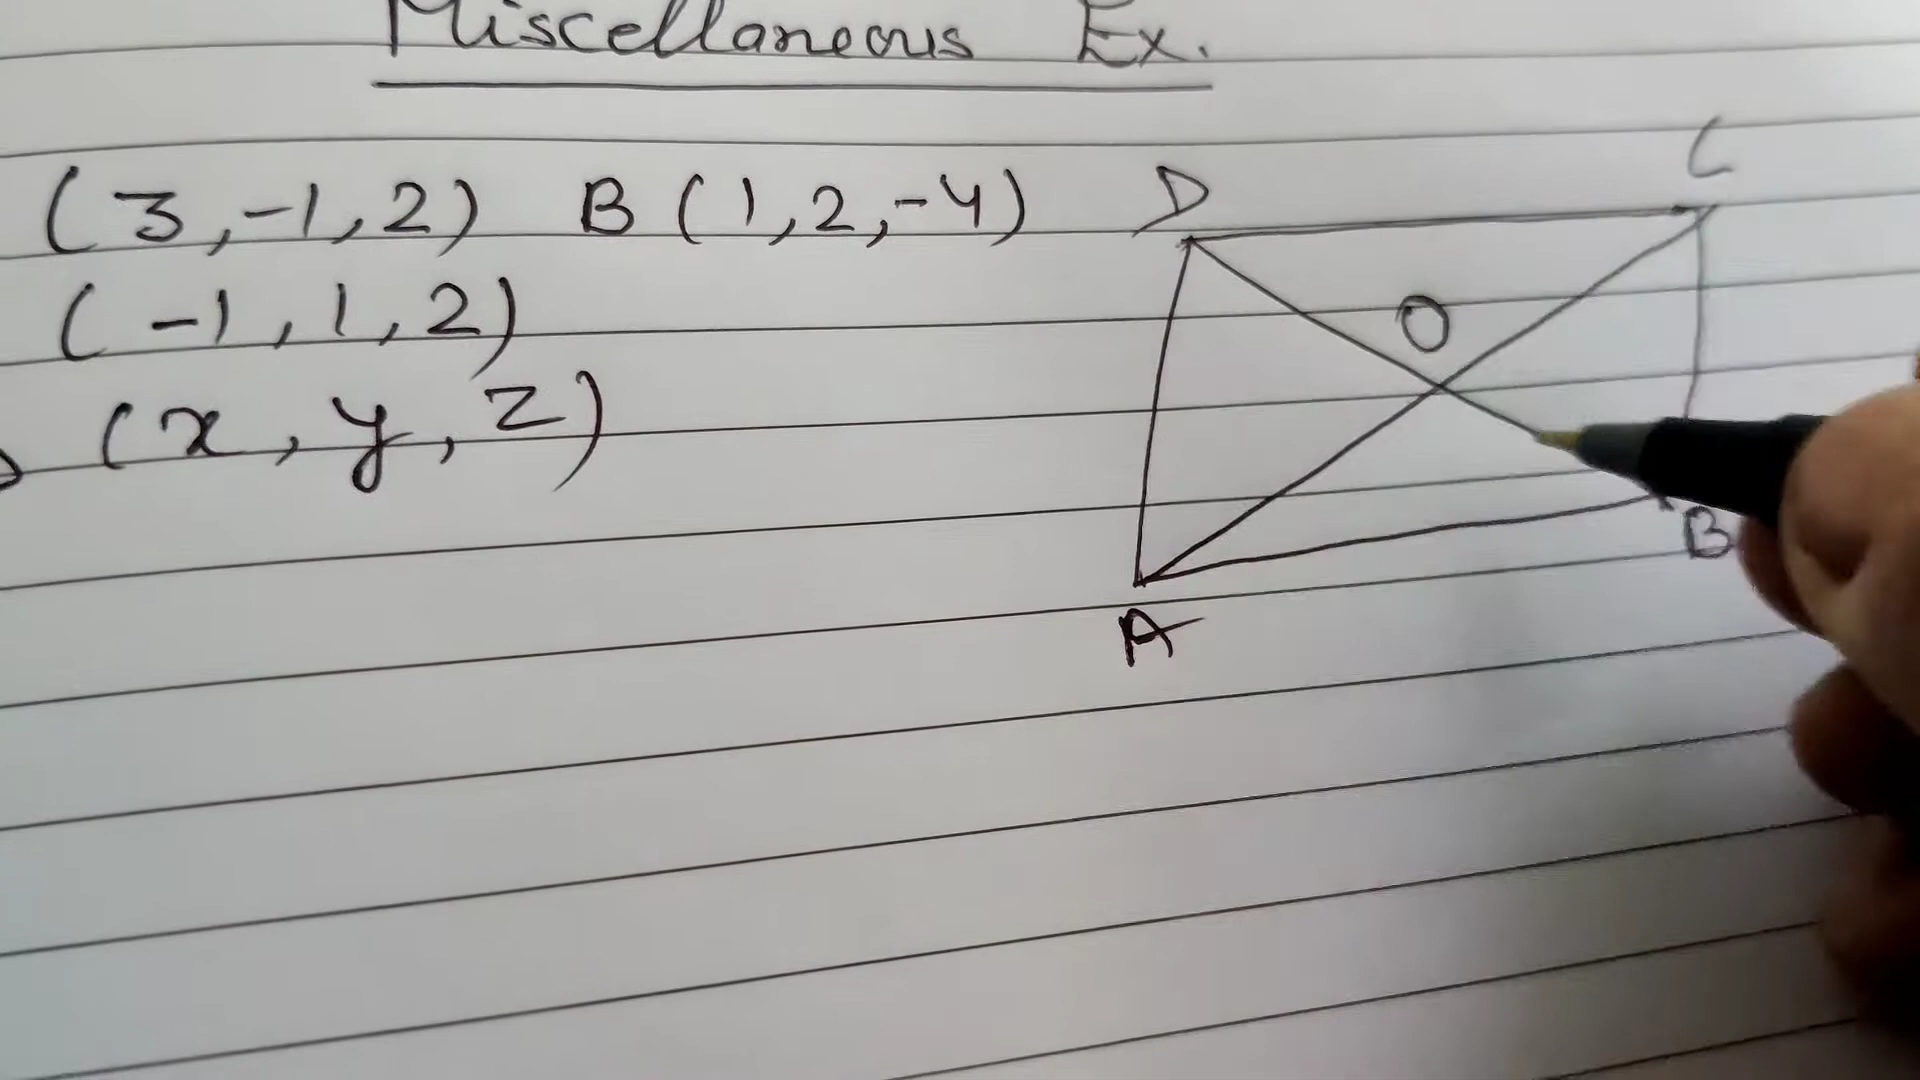 Miscellaneous Ex.
(3,-1,2) B (1,2,-4)
(-1,1,2)
(x,y,z)
D
C
O
B
A